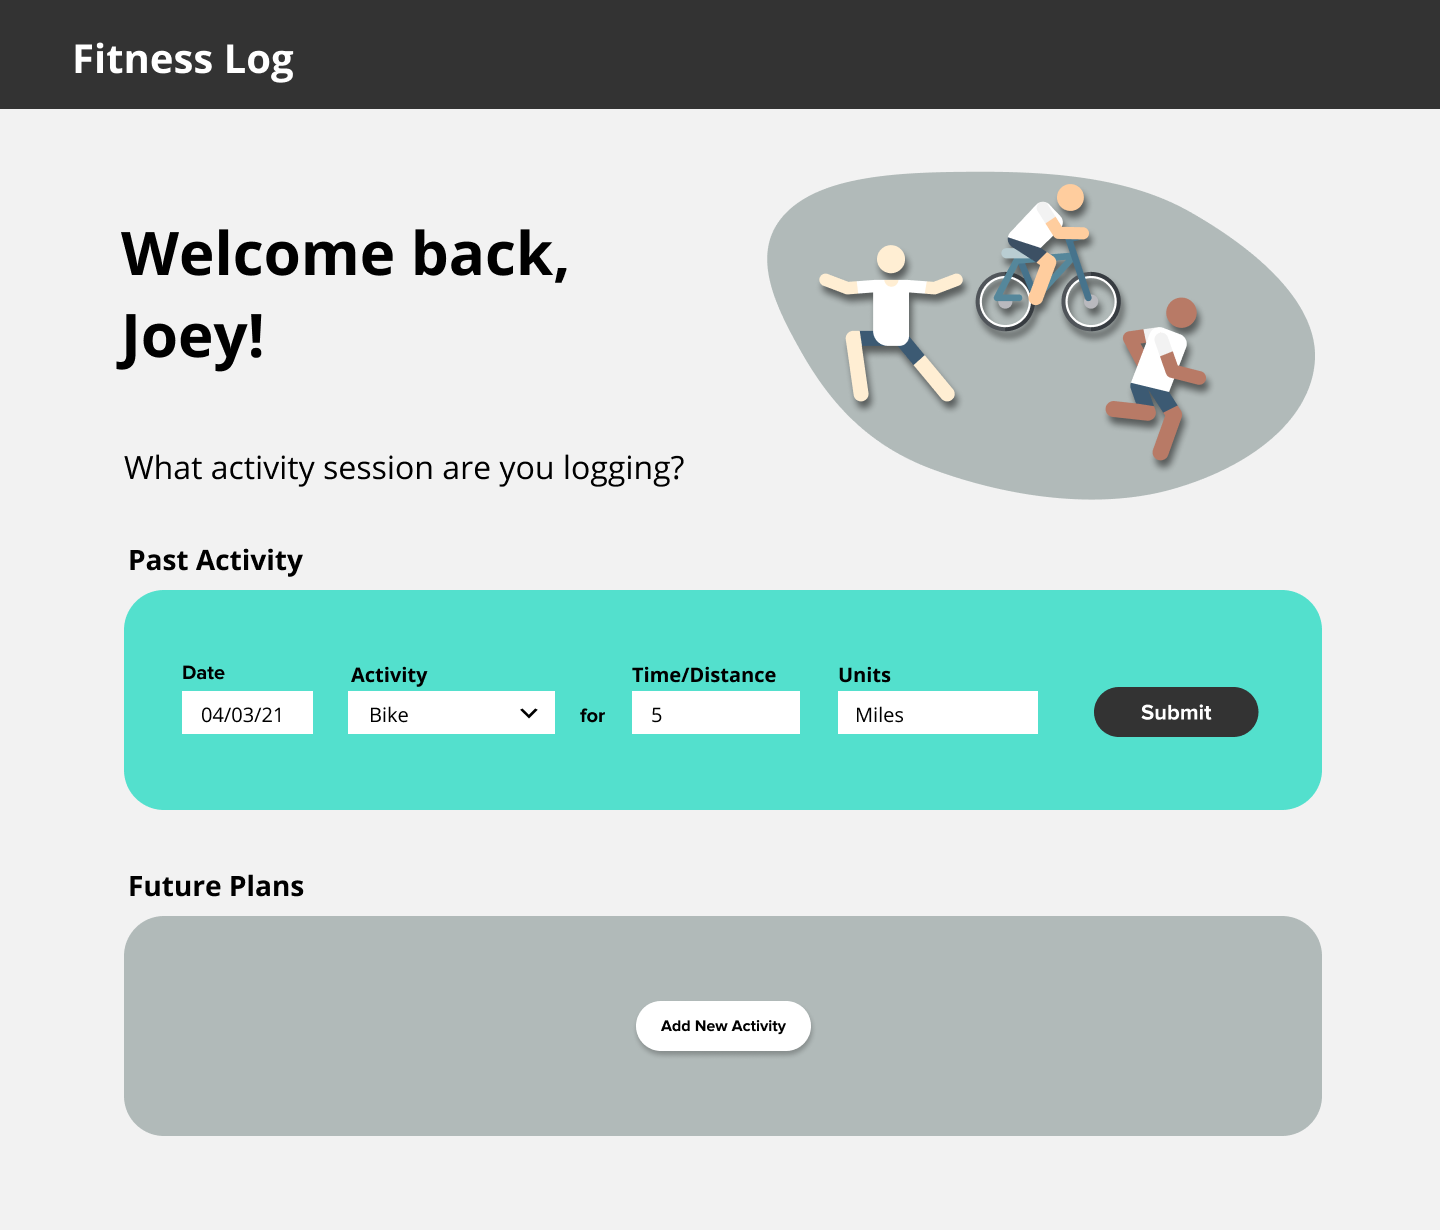 Fitness Log
Welcome back,
Joey!
What activity session are you logging?
Past Activity
Date
Activity
Time/Distance
Units
04/03/21
Bike
for
5
Miles
Submit
Future Plans
Add New Activity